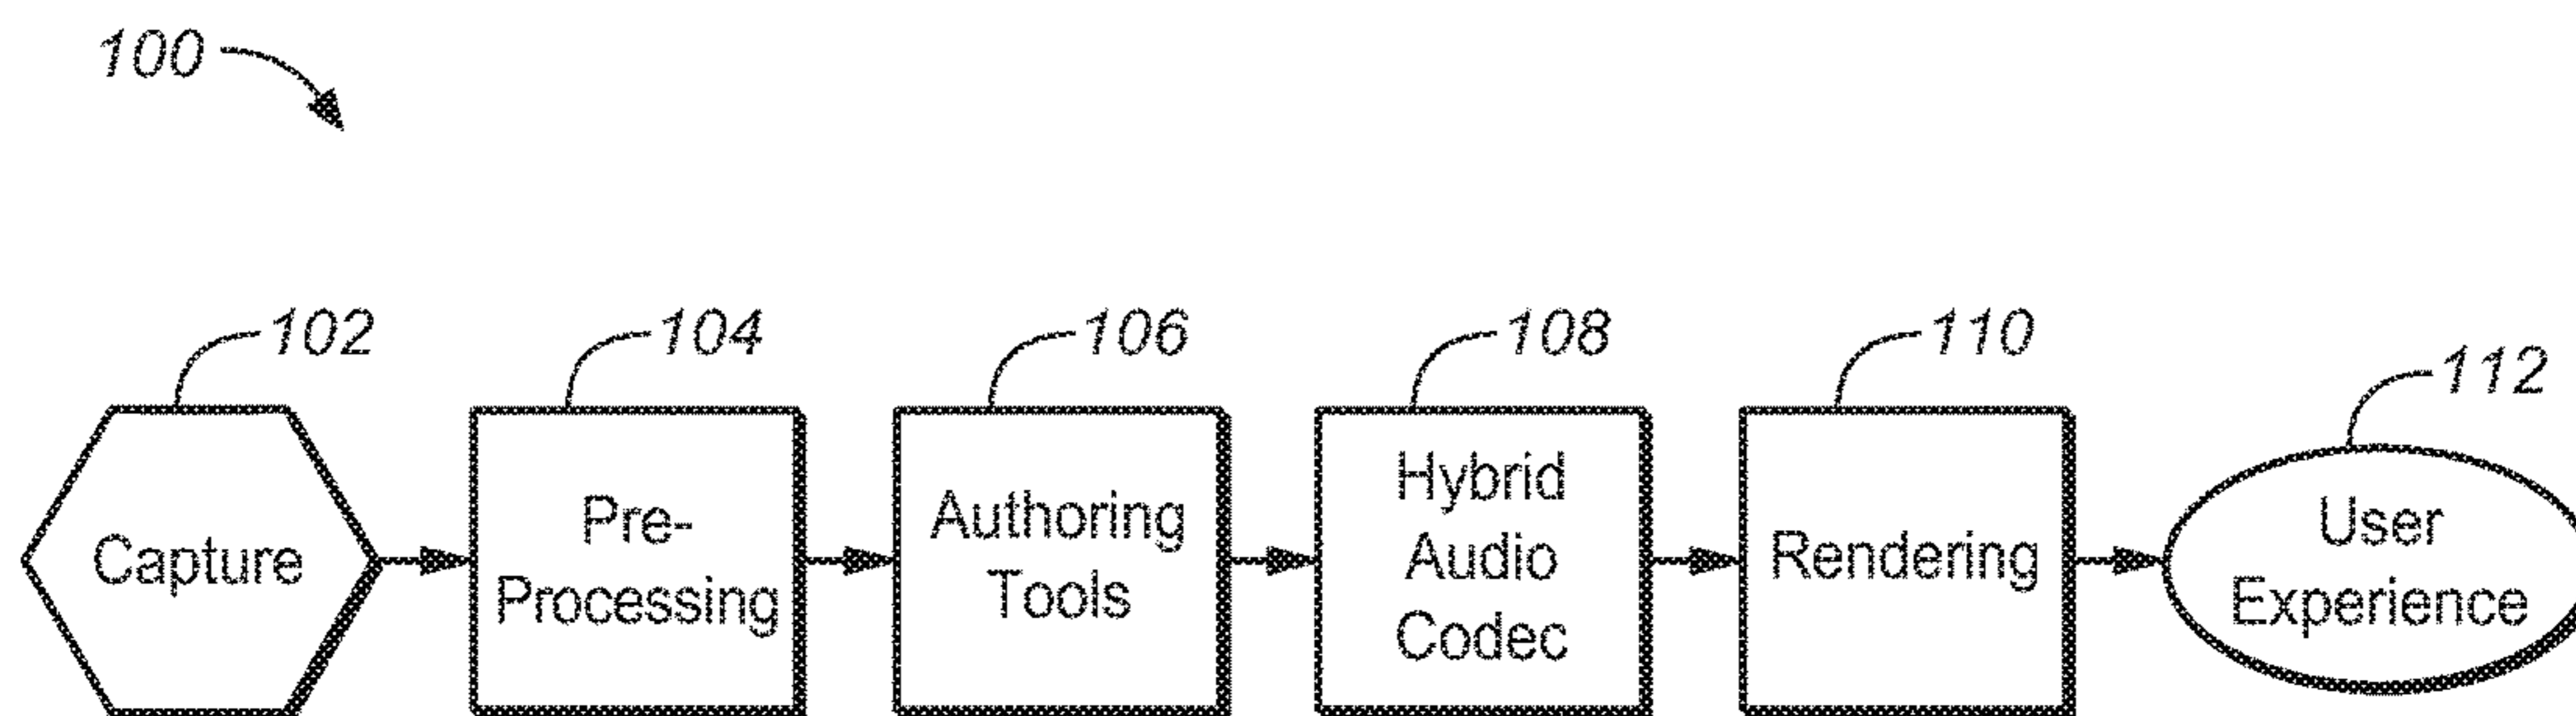 100
102
104
106
108
110
112
Capture
Pre-
Processing
Authoring
Tools
Hybrid
Audio
Codec
Rendering
User
Experience